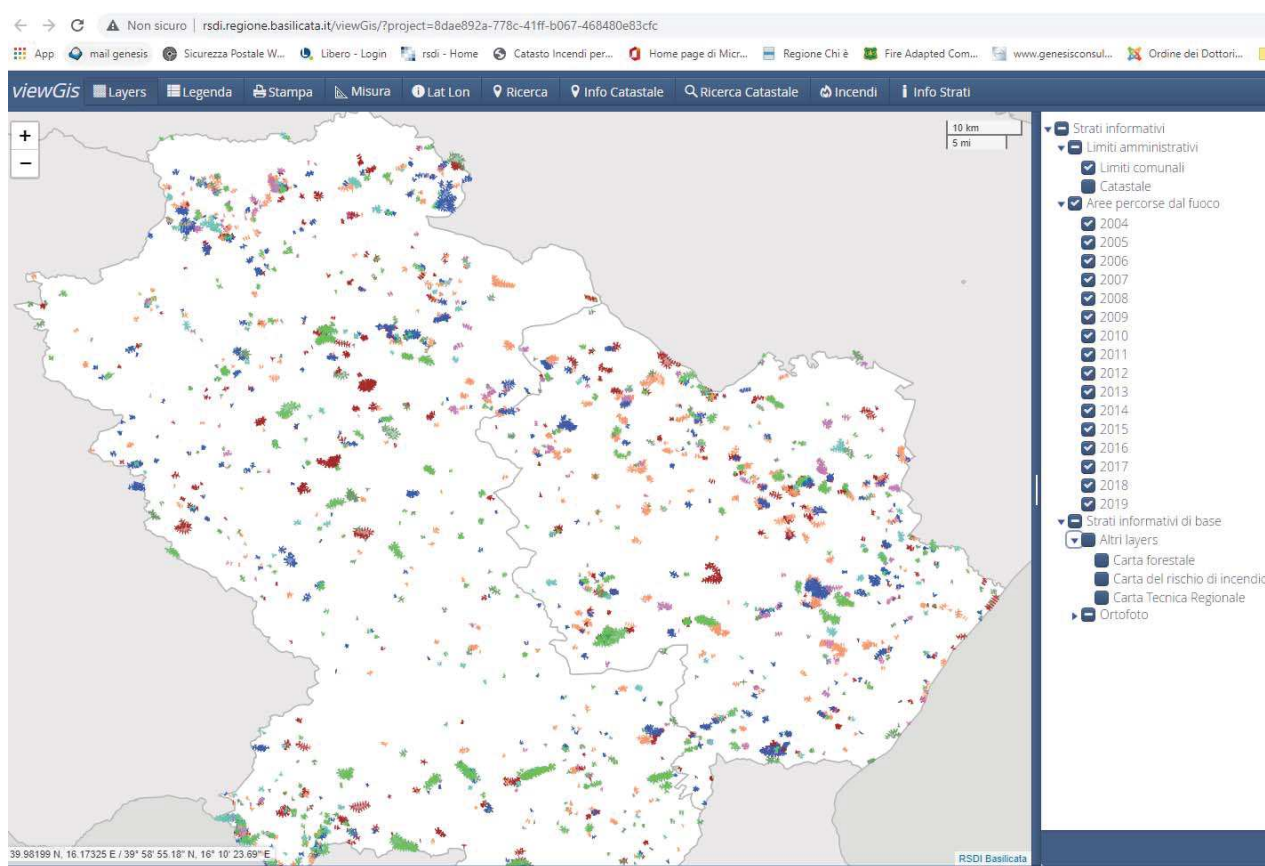 Non sicuro | rsdi.regione.basilicata.it/viewGis/?project=8dae892a-778c-41ff-b067-468480e83cfc
App mail genesis Sicurezza Postale W... Libero - Login rsdi - Home Catasto Incendi per... Home page di Micr... Regione Chi è Fire Adapted Com... www.genesisconsul... Ordine dei Dottori...
viewGis Layers Legenda Stampa Misura Lat Lon Ricerca Info Catastale Ricerca Catastale Incendi Info Strati
+
−
10 km
5 mi
Strati informativi
Limiti amministrativi
Limiti comunali
Catastale
Aree percorse dal fuoco
2004
2005
2006
2007
2008
2009
2010
2011
2012
2013
2014
2015
2016
2017
2018
2019
Strati informativi di base
Altri layers
Carta forestale
Carta del rischio di incendio
Carta Tecnica Regionale
Ortofoto
39.98199 N, 16.17325 E / 39° 58' 55.18" N, 16° 10' 23.69" E
RSDI Basilicata